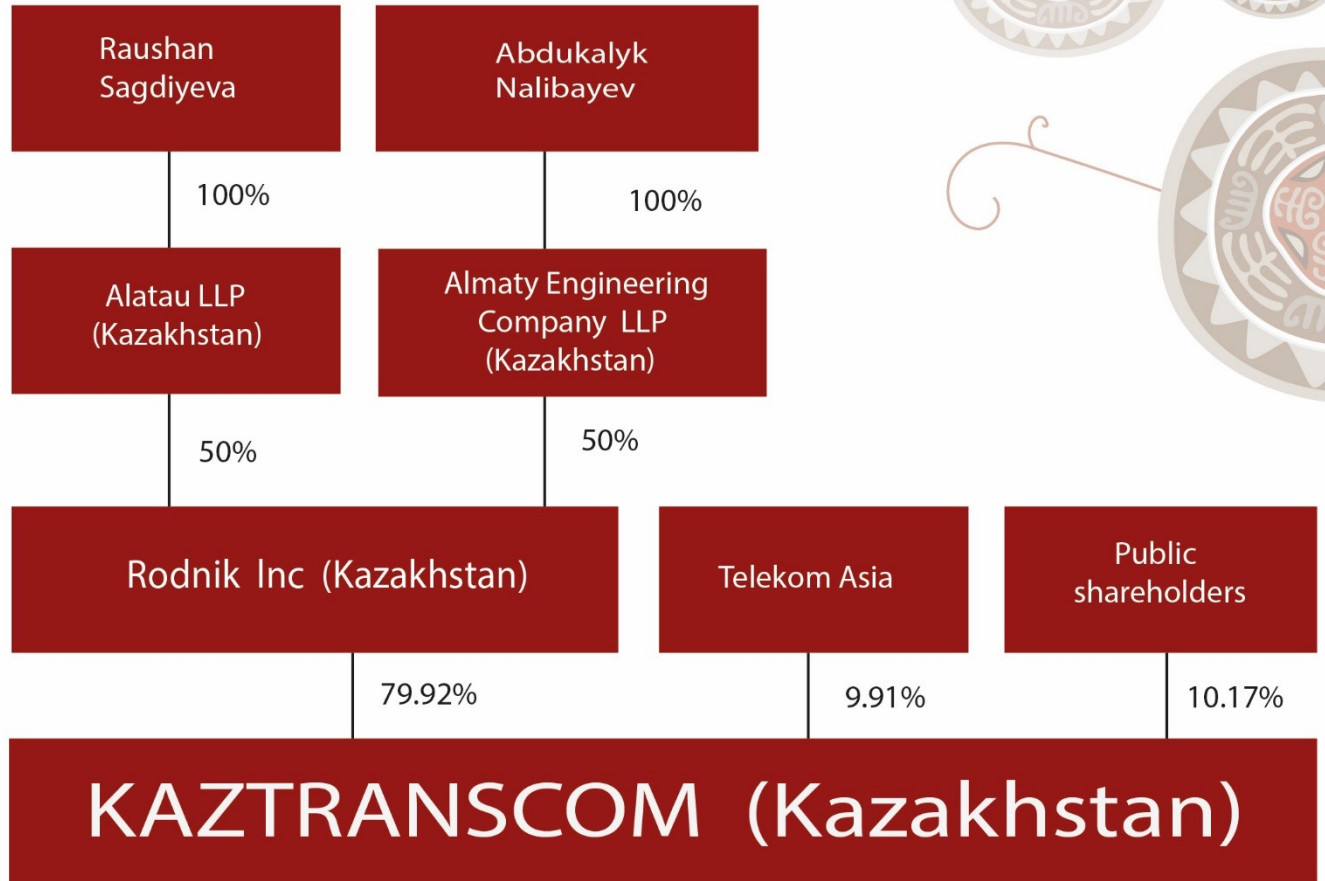 Raushan
Sagdiyeva
Abdukalyk
Nalibayev
100%
100%
Alatau LLP
(Kazakhstan)
Almaty Engineering
Company LLP
(Kazakhstan)
50%
50%
Rodnik Inc (Kazakhstan)
Telekom Asia
Public
shareholders
79.92%
9.91%
10.17%
KAZTRANSCOM (Kazakhstan)